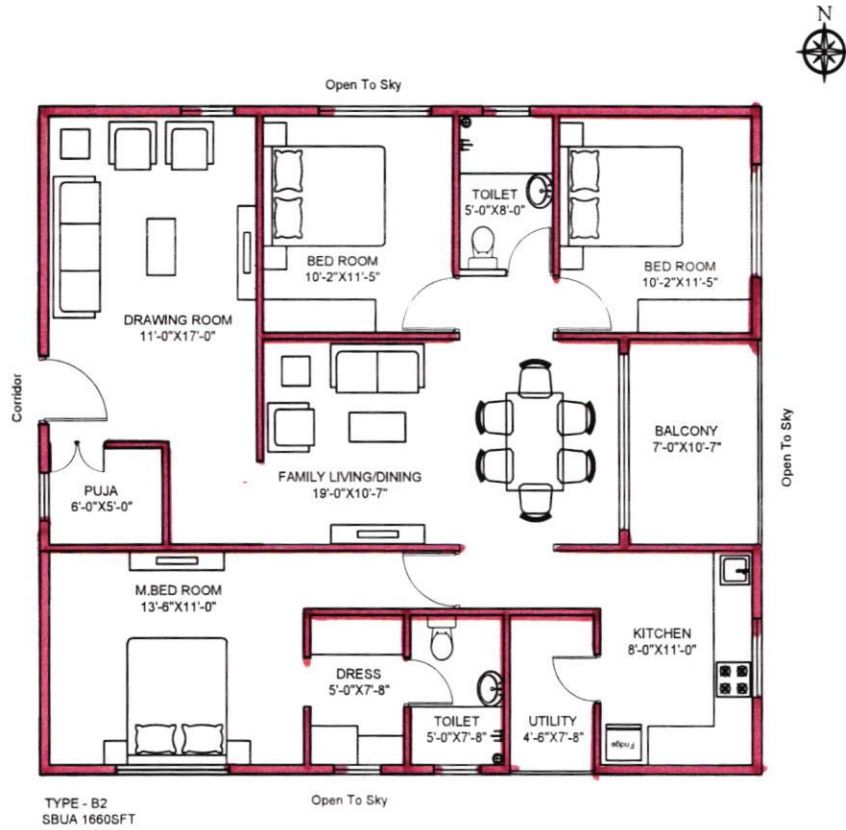 N
Open To Sky
TOILET
5'-0"X8'-0"
BED ROOM
10'-2"X11'-5"
BED ROOM
10'-2"X11'-5"
DRAWING ROOM
11'-0"X17'-0"
Corridor
BALCONY
7'-0"X10'-7"
Open To Sky
FAMILY LIVING/DINING
19'-0"X10'-7"
PUJA
6'-0"X5'-0"
M.BED ROOM
13'-6"X11'-0"
KITCHEN
8'-0"X11'-0"
DRESS
5'-0"X7'-8"
TOILET
5'-0"X7'-8"
UTILITY
4'-6"X7'-8"
Fridge
Open To Sky
TYPE - B2
SBUA 1660SFT